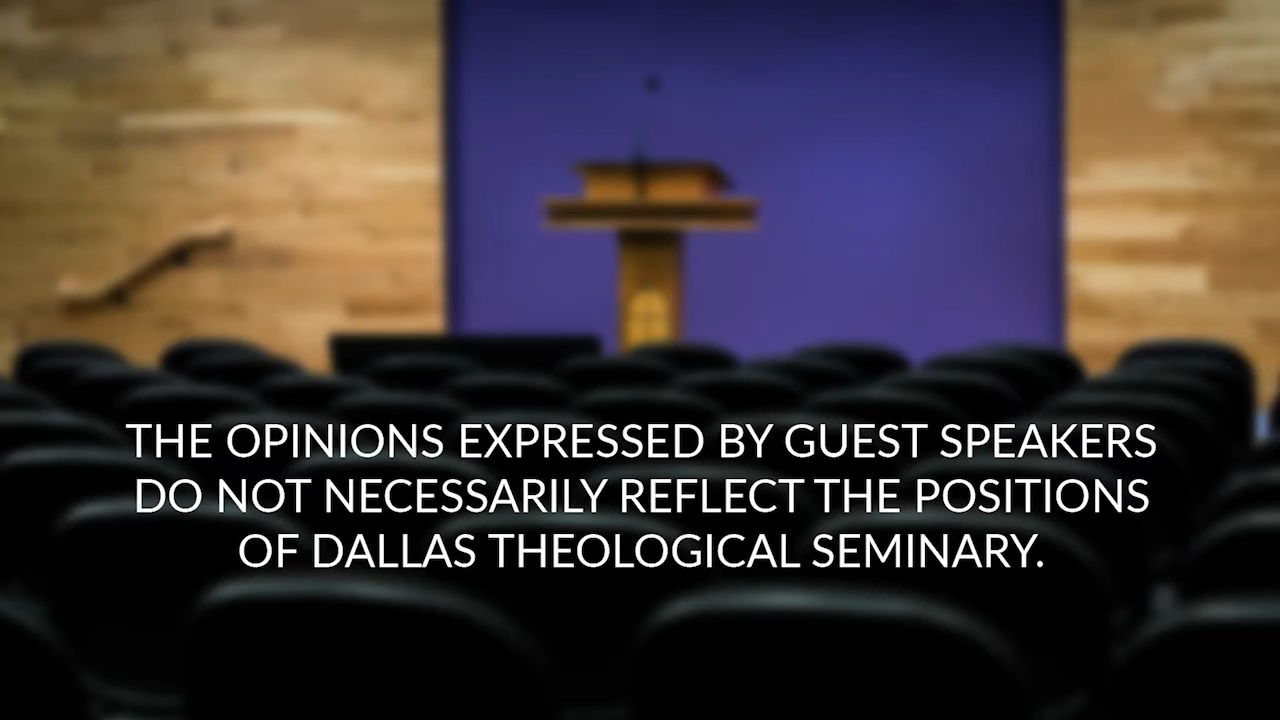 THE OPINIONS EXPRESSED BY GUEST SPEAKERS
DO NOT NECESSARILY REFLECT THE POSITIONS
OF DALLAS THEOLOGICAL SEMINARY.